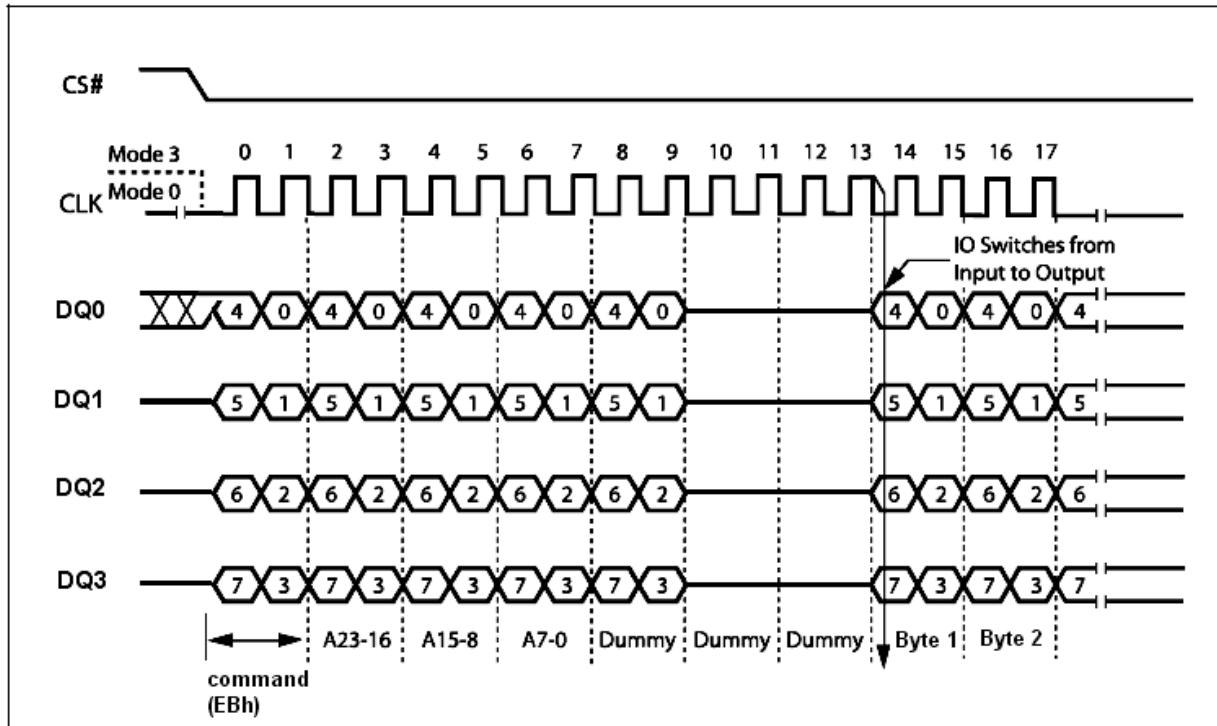 CS#
Mode 3
0 1 2 3 4 5 6 7 8 9 10 11 12 13 14 15 16 17
Mode 0
CLK
IO Switches from
Input to Output
DQ0 4 0 4 0 4 0 4 0 4 0 4 0 4 0 4
DQ1 5 1 5 1 5 1 5 1 5 1 5 1 5 1 5
DQ2 6 2 6 2 6 2 6 2 6 2 6 2 6 2 6
DQ3 7 3 7 3 7 3 7 3 7 3 7 3 7 3 7
A23-16 A15-8 A7-0 Dummy Dummy Dummy Byte 1 Byte 2
command
(EBh)